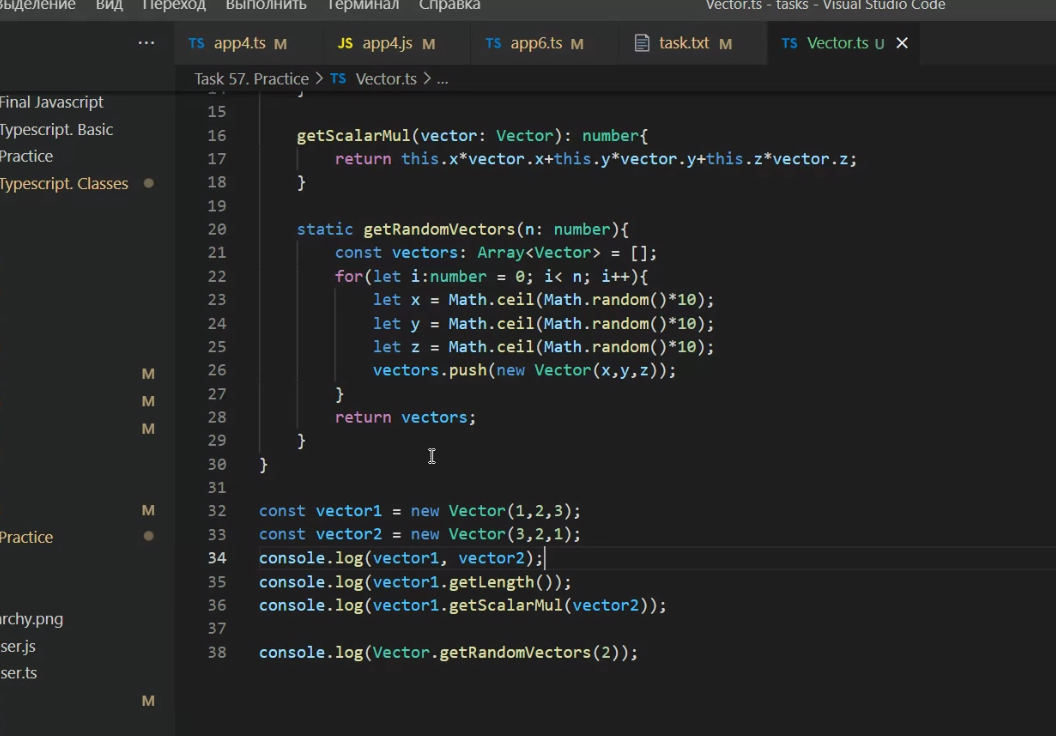 Выделение Вид Переход Выполнить Терминал Справка Vector.ts - tasks - Visual Studio Code
... TS app4.ts M JS app4.js M TS app6.ts M task.txt M TS Vector.ts U
Task 57. Practice > TS Vector.ts > ...
Final Javascript
Typescript. Basic
Practice
Typescript. Classes
M
M
M
M
Practice
archy.png
ser.js
ser.ts
M
14 }
15
16 getScalarMul(vector: Vector): number{
17 return this.x*vector.x+this.y*vector.y+this.z*vector.z;
18 }
19
20 static getRandomVectors(n: number){
21 const vectors: Array<Vector> = [];
22 for(let i:number = 0; i< n; i++){
23 let x = Math.ceil(Math.random()*10);
24 let y = Math.ceil(Math.random()*10);
25 let z = Math.ceil(Math.random()*10);
26 vectors.push(new Vector(x,y,z));
27 }
28 return vectors;
29 }
30 }
31
32 const vector1 = new Vector(1,2,3);
33 const vector2 = new Vector(3,2,1);
34 console.log(vector1, vector2);
35 console.log(vector1.getLength());
36 console.log(vector1.getScalarMul(vector2));
37
38 console.log(Vector.getRandomVectors(2));